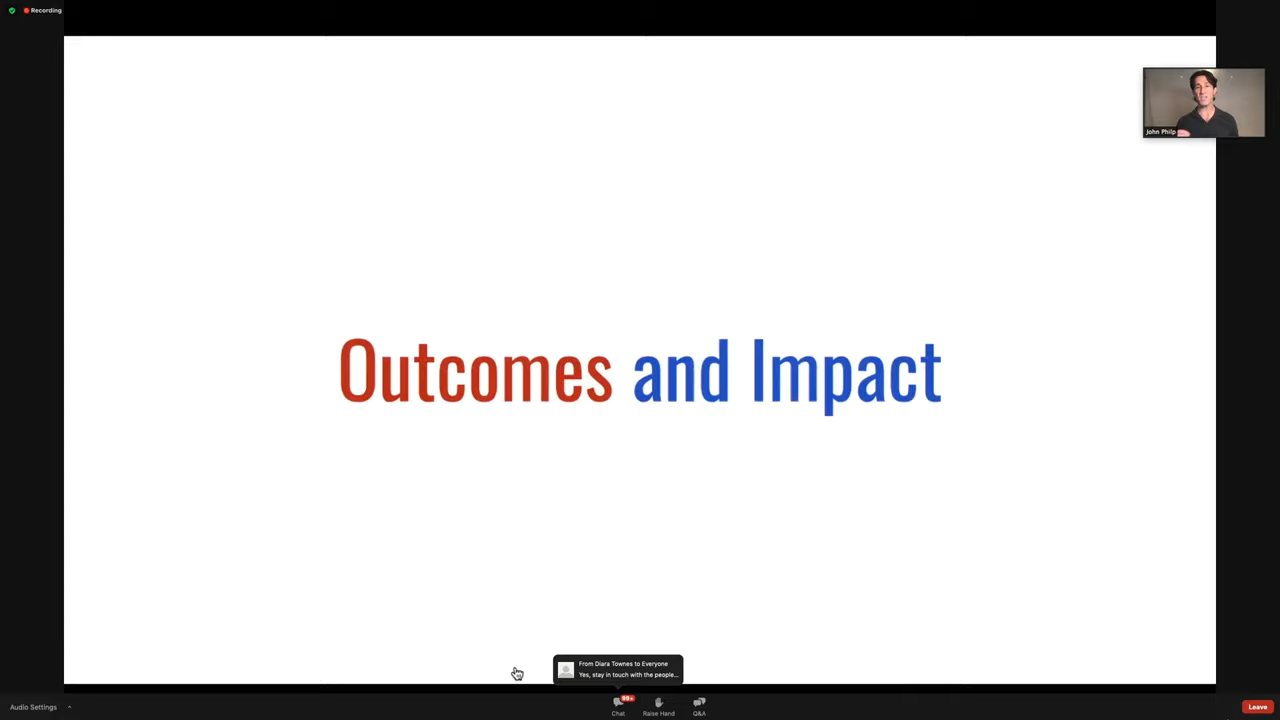 Recording
John Philp
Outcomes and Impact
From Diara Townes to Everyone
Yes, stay in touch with the people...
99+
Audio Settings
Chat
Raise Hand
Q&A
Leave